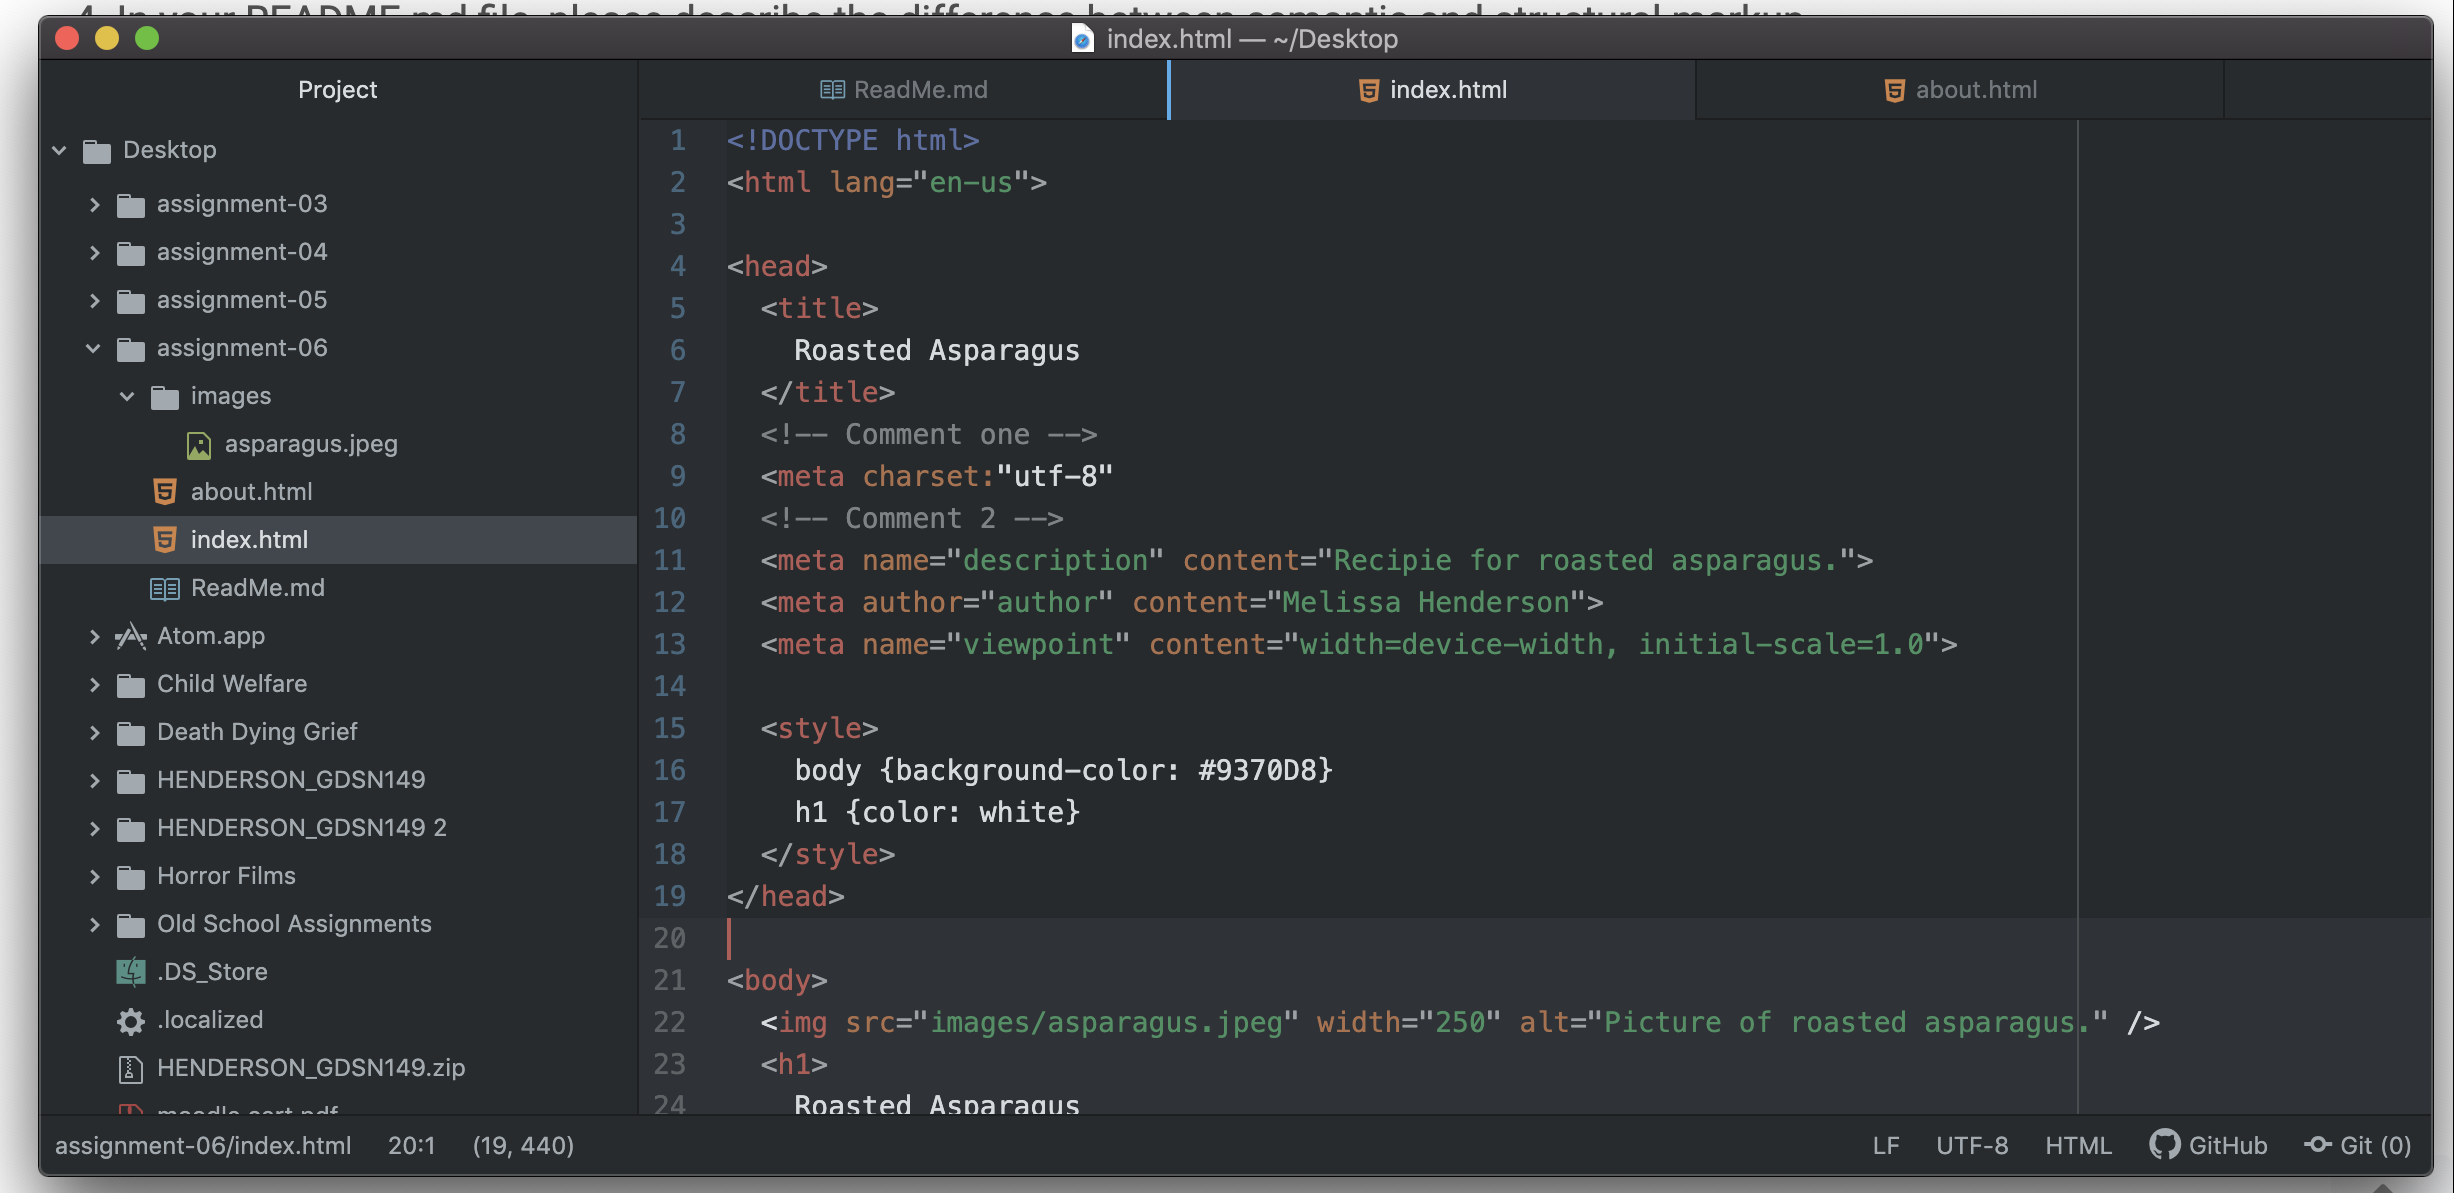 4. In your README.md file, please describe the difference between semantic and structural markup.
index.html — ~/Desktop
Project
ReadMe.md
index.html
about.html
Desktop
assignment-03
assignment-04
assignment-05
assignment-06
images
asparagus.jpeg
about.html
index.html
ReadMe.md
Atom.app
Child Welfare
Death Dying Grief
HENDERSON_GDSN149
HENDERSON_GDSN149 2
Horror Films
Old School Assignments
.DS_Store
.localized
HENDERSON_GDSN149.zip
moodle cert.pdf
1 <!DOCTYPE html>
2 <html lang="en-us">
3
4 <head>
5 <title>
6 Roasted Asparagus
7 </title>
8 <!-- Comment one -->
9 <meta charset:"utf-8"
10 <!-- Comment 2 -->
11 <meta name="description" content="Recipie for roasted asparagus.">
12 <meta author="author" content="Melissa Henderson">
13 <meta name="viewpoint" content="width=device-width, initial-scale=1.0">
14
15 <style>
16 body {background-color: #9370D8}
17 h1 {color: white}
18 </style>
19 </head>
20
21 <body>
22 <img src="images/asparagus.jpeg" width="250" alt="Picture of roasted asparagus." />
23 <h1>
24 Roasted Asparagus
assignment-06/index.html 20:1 (19, 440)
LF UTF-8 HTML GitHub Git (0)